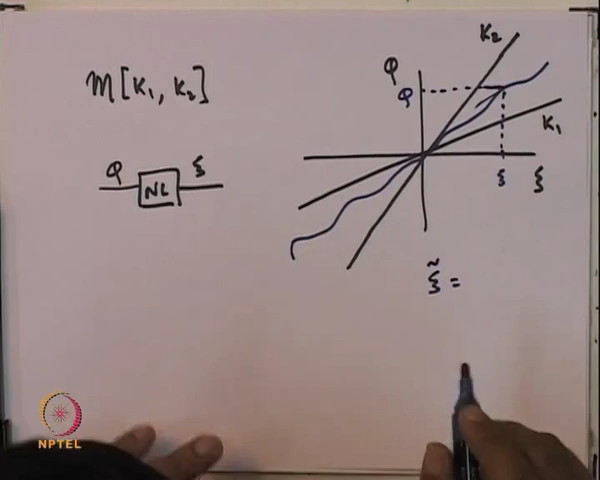 m[K₁, K₂]
φ NL ξ
K₂
φ
φ
K₁
ξ ξ
ξ̃ =
NPTEL